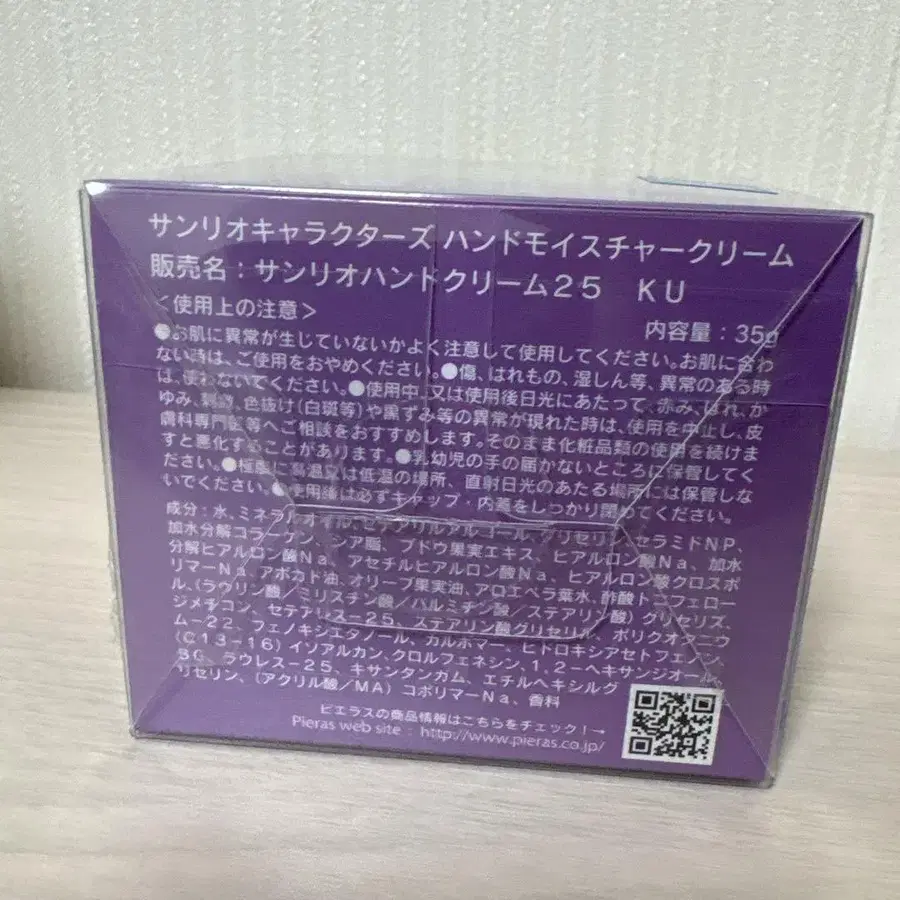 サンリオキャラクターズ ハンドモイスチャークリーム
販売名：サンリオハンドクリーム25　KU
＜使用上の注意＞
内容量：35g
●お肌に異常が生じていないかよく注意して使用してください。お肌に合わ
ない時は、ご使用をおやめください。●傷、はれもの、湿しん等、異常のある時
は、使わないでください。●使用中、又は使用後日光にあたって、赤み、はれ、か
ゆみ、刺激、色抜け(白斑等)や黒ずみ等の異常が現れた時は、使用を中止し、皮
膚科専門医等へご相談をおすすめします。そのまま化粧品類の使用を続けま
すと悪化することがあります。●乳幼児の手の届かないところに保管してく
ださい。●極端に高温又は低温の場所、直射日光のあたる場所には保管しな
いでください。●使用後は必ずキャップ・内蓋をしっかり閉めてください。
成分：水、ミネラルオイル、セテアリルアルコール、グリセリン、セラミドNP、
加水分解コラーゲン、シア脂、ブドウ果実エキス、ヒアルロン酸Na、加水
分解ヒアルロン酸Na、アセチルヒアルロン酸Na、ヒアルロン酸クロスポ
リマーNa、アボカド油、オリーブ果実油、アロエベラ葉水、酢酸トコフェロー
ル、(ラウリン酸／ミリスチン酸／パルミチン酸／ステアリン酸)グリセリズ、
ジメチコン、セテアレス－25、ステアリン酸グリセリル、ポリクオタニウ
ム－22、フェノキシエタノール、カルボマー、ヒドロキシアセトフェノン、
(C13－16)イソアルカン、クロルフェネシン、1,2－ヘキサンジオール、
BG、ラウレス－25、キサンタンガム、エチルヘキシルグ
リセリン、(アクリル酸／MA)コポリマーNa、香料
ピエラスの商品情報はこちらをチェック！→
Pieras web site : http://www.pieras.co.jp/